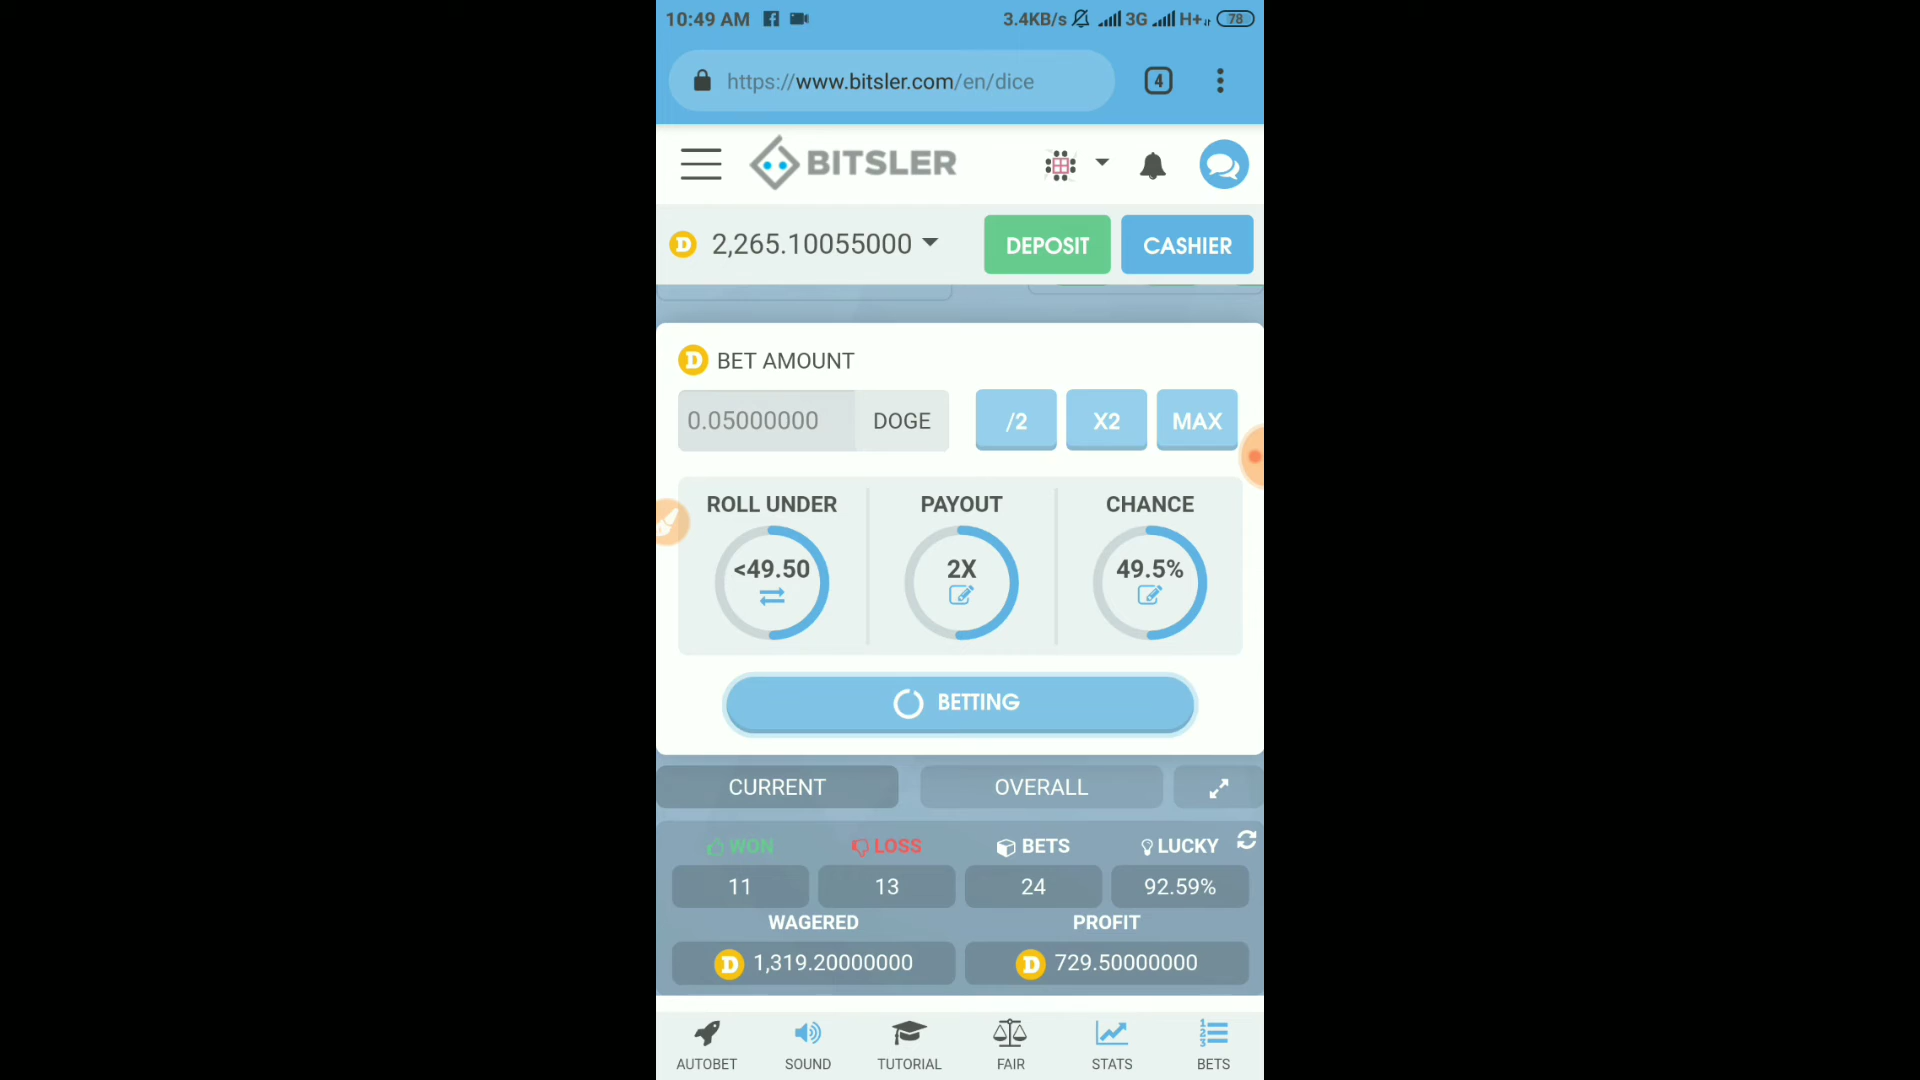 10:49 AM 3.4KB/s 3G H+ 78
https://www.bitsler.com/en/dice 4
BITSLER
D 2,265.10055000 DEPOSIT CASHIER
D BET AMOUNT
0.05000000 DOGE /2 X2 MAX
ROLL UNDER PAYOUT CHANCE
<49.50 2X 49.5%
BETTING
CURRENT OVERALL
WON LOSS BETS LUCKY
11 13 24 92.59%
WAGERED PROFIT
D 1,319.20000000 D 729.50000000
AUTOBET SOUND TUTORIAL FAIR STATS BETS